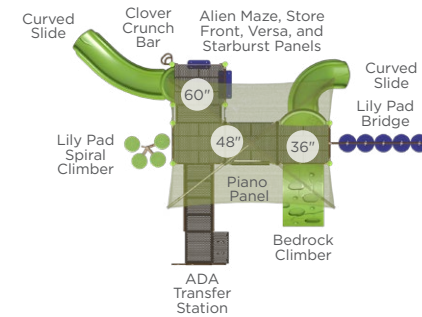 Curved
Slide
Clover
Crunch
Bar
Alien Maze, Store
Front, Versa, and
Starburst Panels
60"
Curved
Slide
Lily Pad
Bridge
Lily Pad
Spiral
Climber
48"
36"
Piano
Panel
Bedrock
Climber
ADA
Transfer
Station